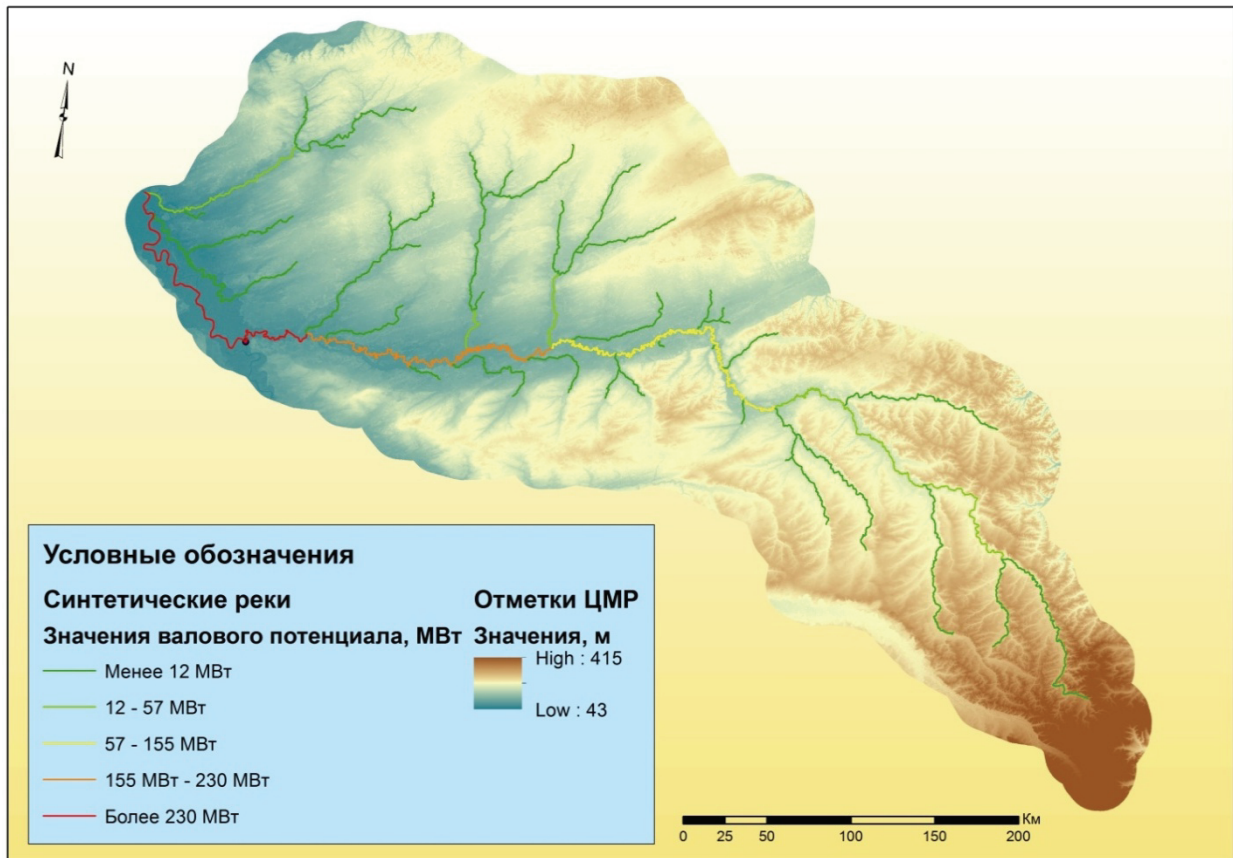 N
Условные обозначения
Синтетические реки
Значения валового потенциала, МВт
Менее 12 МВт
12 - 57 МВт
57 - 155 МВт
155 МВт - 230 МВт
Более 230 МВт
Отметки ЦМР
Значения, м
High : 415
Low : 43
Км
0 25 50 100 150 200